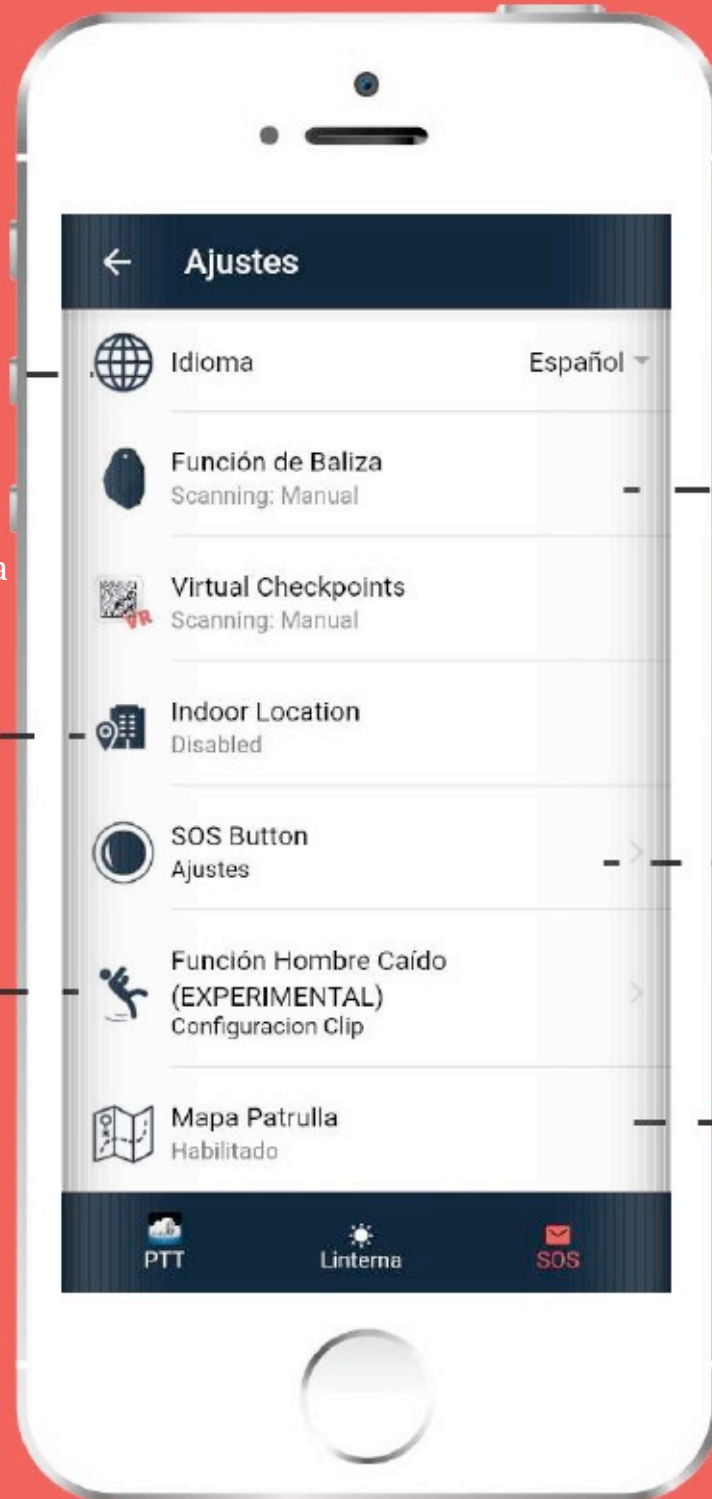 Ajustes
Idioma
Español
Función de Baliza
Scanning: Manual
a
Virtual Checkpoints
Scanning: Manual
VR
Indoor Location
Disabled
SOS Button
Ajustes
Función Hombre Caído
(EXPERIMENTAL)
Configuracion Clip
Mapa Patrulla
Habilitado
PTT
Linterna
SOS